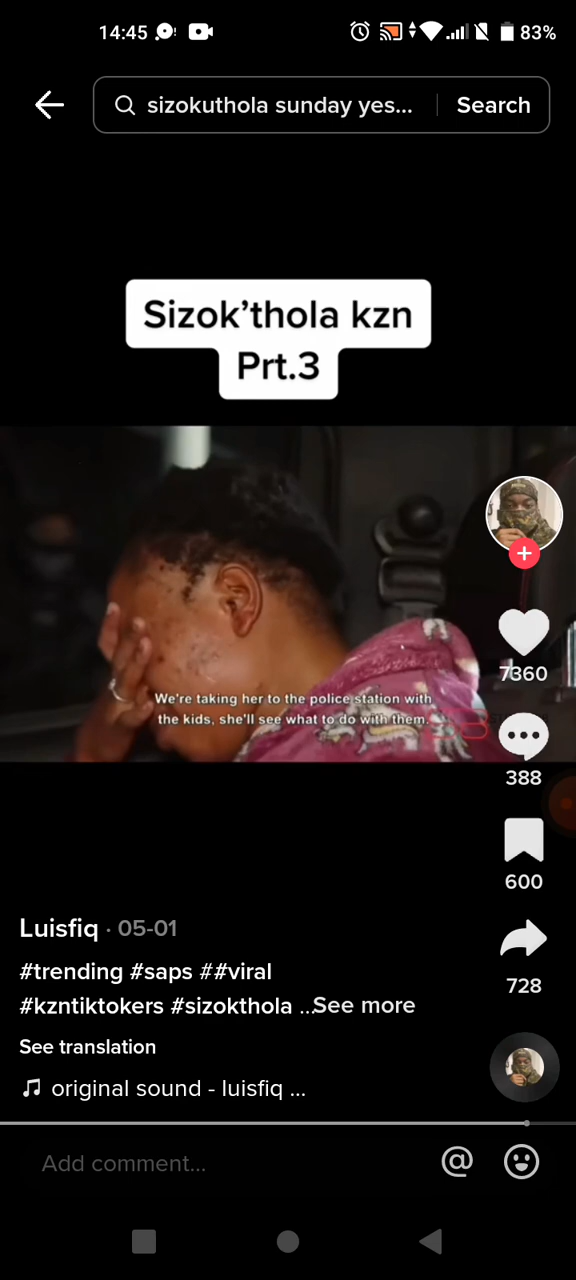 14:45
83%
sizokuthola sunday yes...
Search
Sizok'thola kzn
Prt.3
We're taking her to the police station with
the kids, she'll see what to do with them.
7360
388
600
728
Luisfiq · 05-01
#trending #saps ##viral
#kzntiktokers #sizokthola ...See more
See translation
original sound - luisfiq ...
Add comment...
@